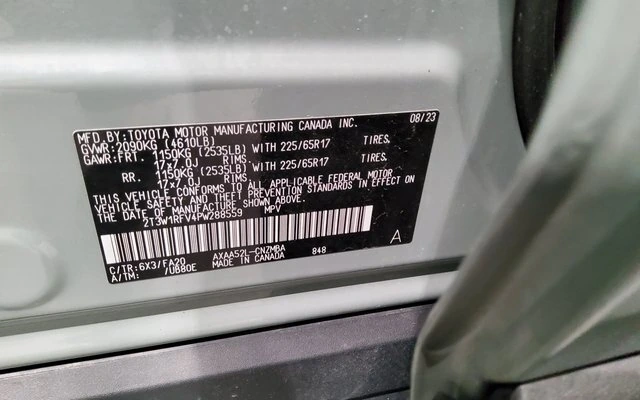 MFD.BY:TOYOTA MOTOR MANUFACTURING CANADA INC. 08/23
GVWR:2090KG (4610LB)
GAWR:FRT. 1150KG (2535LB) WITH 225/65R17 TIRES.
17x7.0J RIMS.
RR. 1150KG (2535LB) WITH 225/65R17 TIRES.
17x7.0J RIMS.
THIS VEHICLE CONFORMS TO ALL APPLICABLE FEDERAL MOTOR
VEHICLE SAFETY AND THEFT PREVENTION STANDARDS IN EFFECT ON
THE DATE OF MANUFACTURE SHOWN ABOVE.
2T3W1RFV4PW288559 MPV
C/TR:6X3/FA20 AXAA52L-CNZMBA 848 A
A/TM: /UB80E MADE IN CANADA